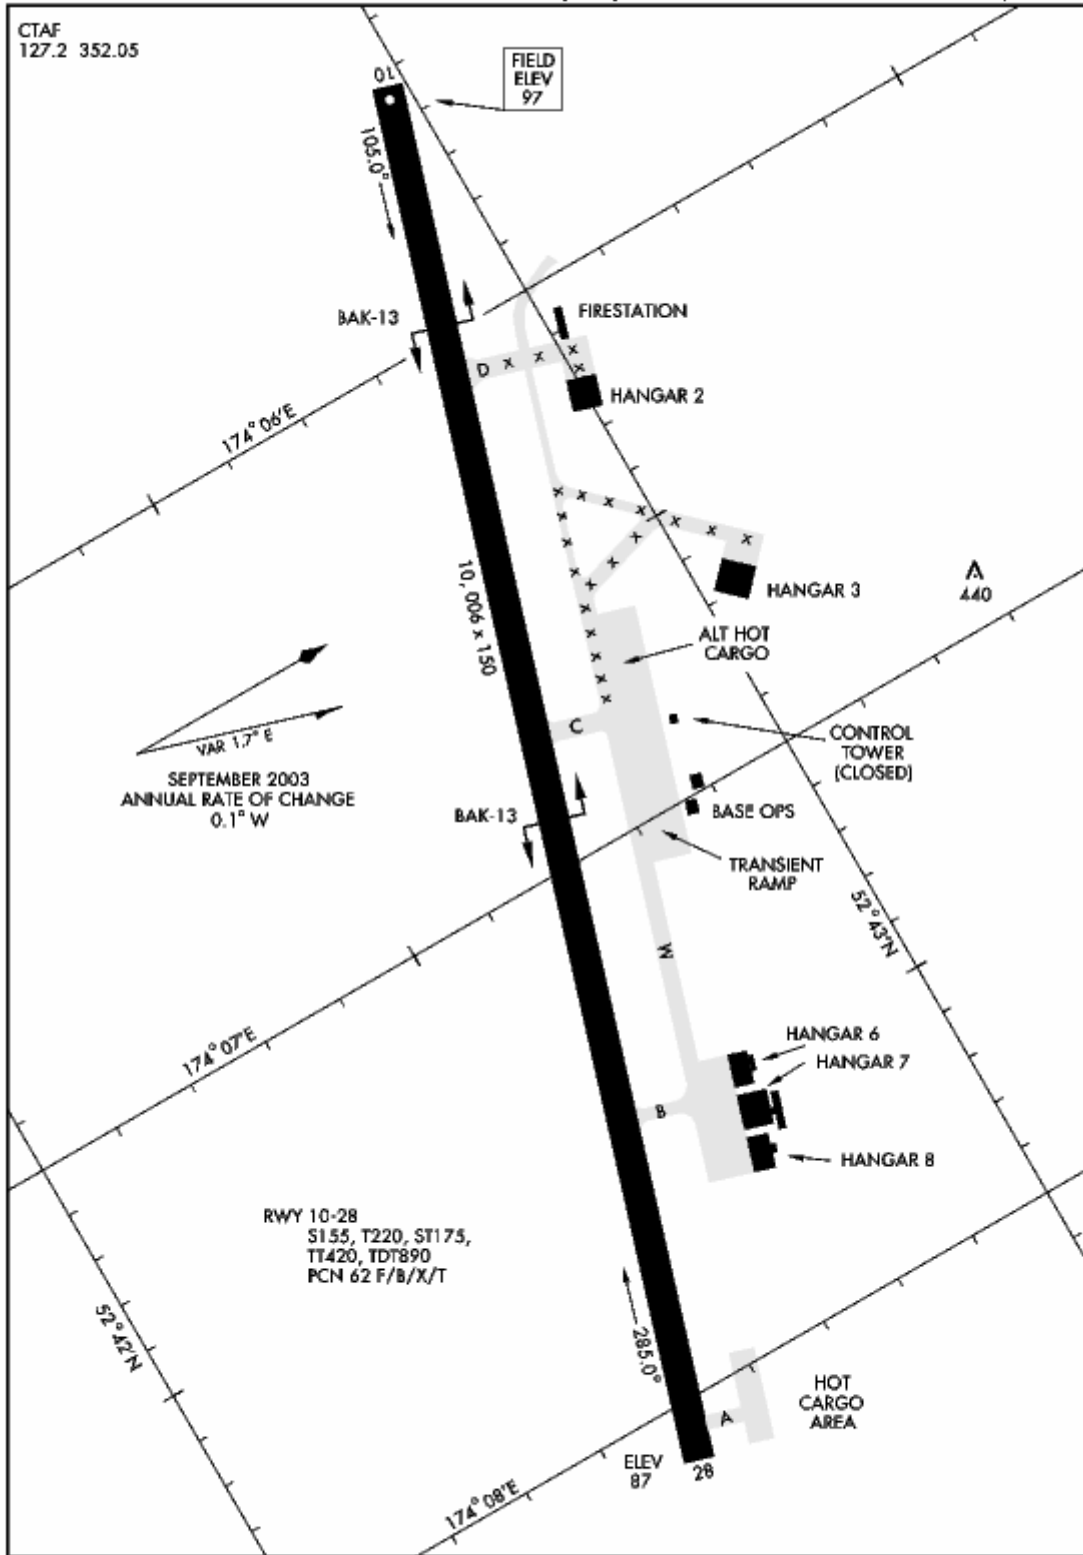 CTAF
127.2 352.05
FIELD
ELEV
97
10
105.0°
BAK-13
FIRESTATION
D
x x x x
HANGAR 2
174° 06'E
x x x x x x x
x x x x x x x x x
HANGAR 3
440
10, 006 x 150
ALT HOT
CARGO
VAR 1.7° E
C
CONTROL
TOWER
(CLOSED)
SEPTEMBER 2003
ANNUAL RATE OF CHANGE
0.1° W
BAK-13
BASE OPS
TRANSIENT
RAMP
52° 43'N
W
174° 07'E
HANGAR 6
HANGAR 7
B
HANGAR 8
RWY 10-28
S155, T220, ST175,
TT420, TDT890
PCN 62 F/B/X/T
52° 42'N
285.0°
HOT
CARGO
AREA
A
ELEV
87
28
174° 08'E